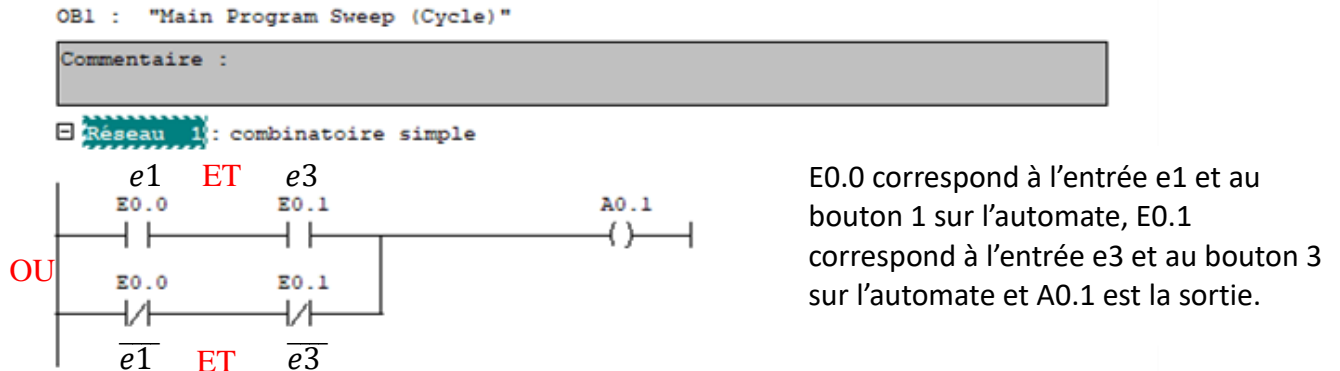 OB1 : "Main Program Sweep (Cycle)"
Commentaire :
Réseau 1: combinatoire simple
e1 ET e3
E0.0 E0.1 A0.1
OU
E0.0 E0.1
e1 ET e3
E0.0 correspond à l’entrée e1 et au
bouton 1 sur l’automate, E0.1
correspond à l’entrée e3 et au bouton 3
sur l’automate et A0.1 est la sortie.